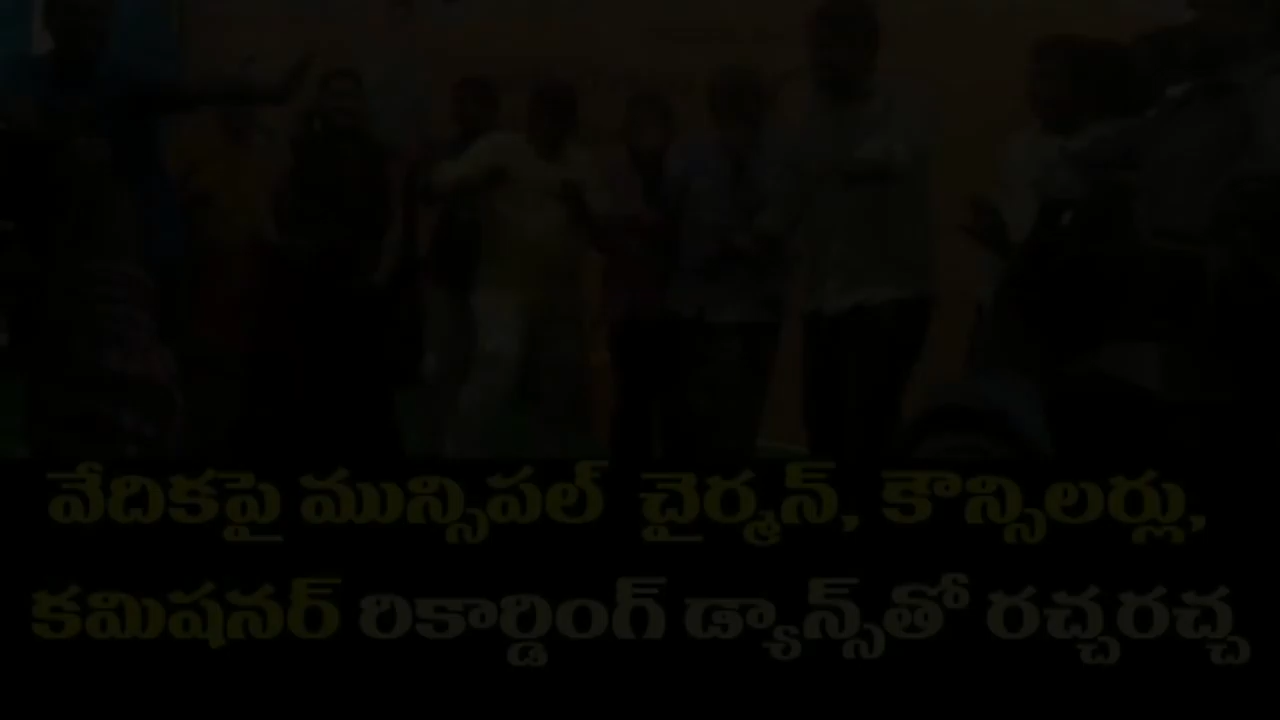 వేదికపై మున్సిపల్ చైర్మన్, కౌన్సిలర్లు,
కమిషనర్ రికార్డింగ్ డ్యాన్స్‌తో రచ్చరచ్చ